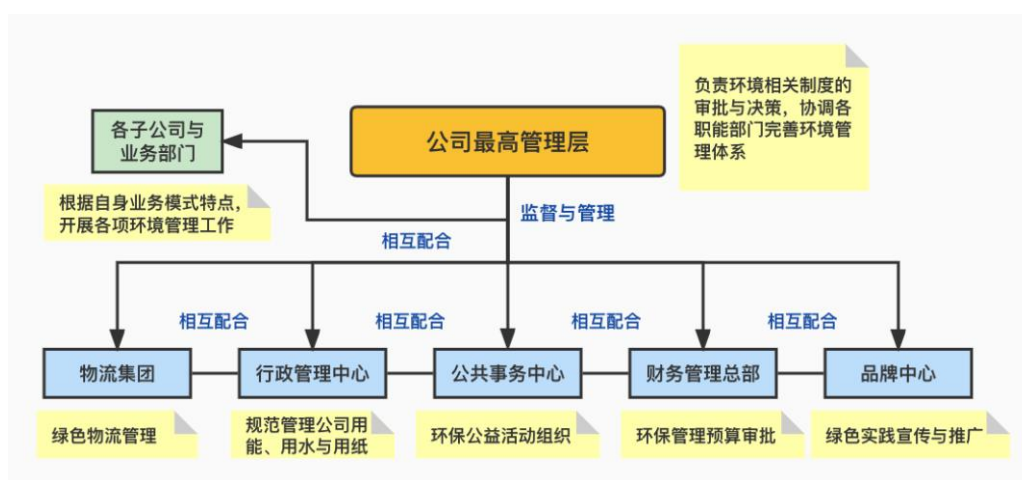 负责环境相关制度的
审批与决策，协调各
职能部门完善环境管
理体系
公司最高管理层
各子公司与
业务部门
根据自身业务模式特点，
开展各项环境管理工作
监督与管理
相互配合
相互配合
相互配合
相互配合
相互配合
物流集团
行政管理中心
公共事务中心
财务管理总部
品牌中心
绿色物流管理
规范管理公司用
能、用水与用纸
环保公益活动组织
环保管理预算审批
绿色实践宣传与推广